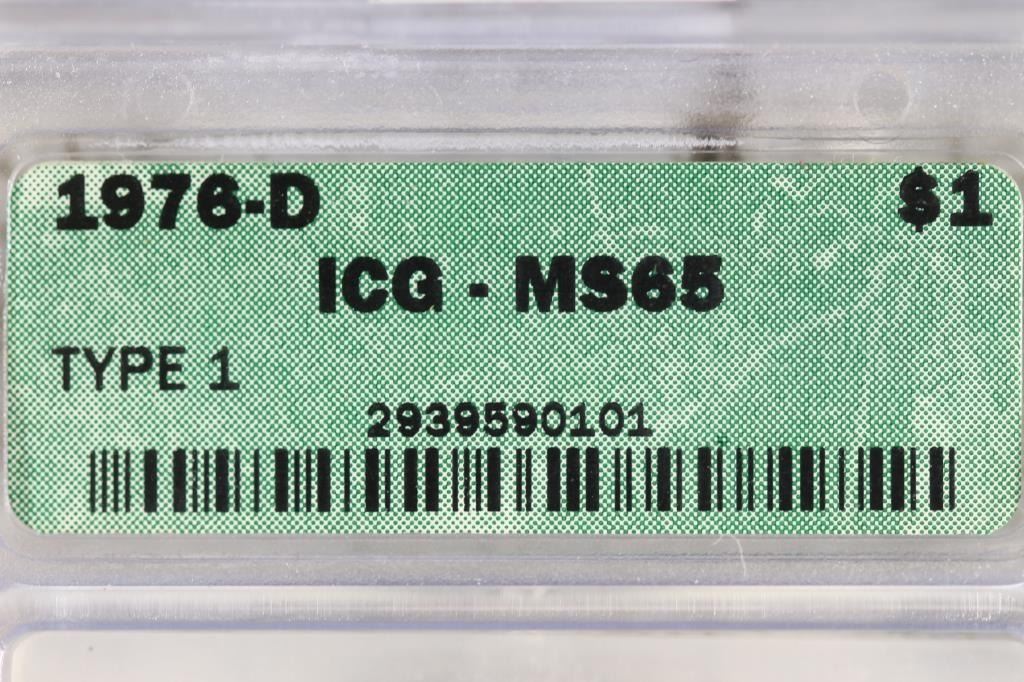 1976-D $1
ICG - MS65
TYPE 1
2939590101